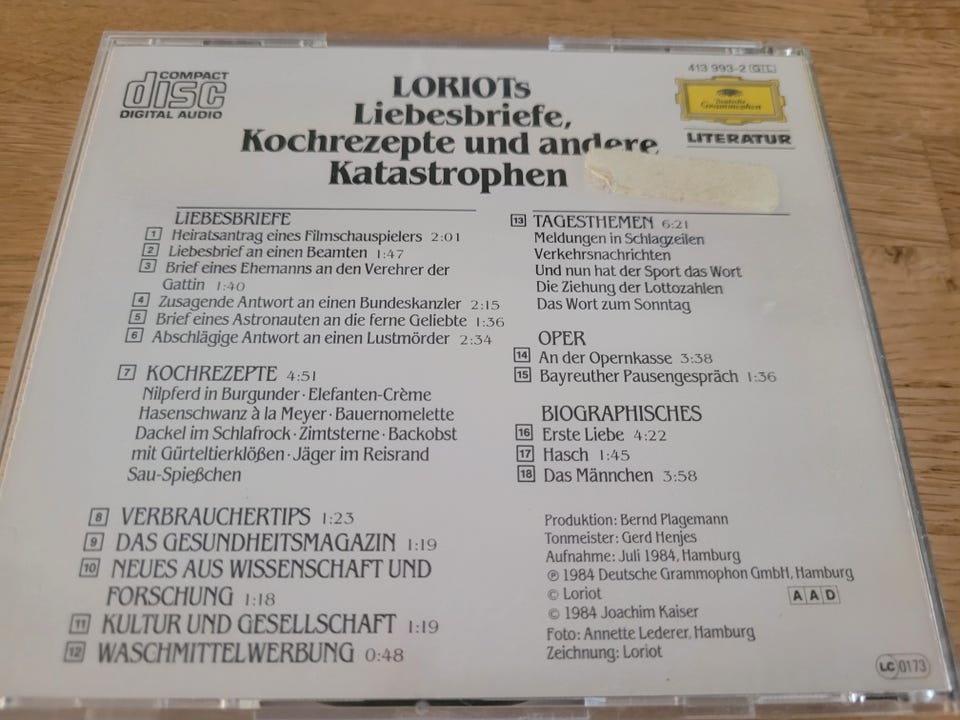 COMPACT
disc
DIGITAL AUDIO
LORIOTs
Liebesbriefe,
Kochrezepte und andere
Katastrophen
413 993-2 GIL
Deutsche
Grammophon
LITERATUR
LIEBESBRIEFE
1 Heiratsantrag eines Filmschauspielers 2:01
2 Liebesbrief an einen Beamten 1:47
3 Brief eines Ehemanns an den Verehrer der
Gattin 1:40
4 Zusagende Antwort an einen Bundeskanzler 2:15
5 Brief eines Astronauten an die ferne Geliebte 1:36
6 Abschlägige Antwort an einen Lustmörder 2:34
7 KOCHREZEPTE 4:51
Nilpferd in Burgunder · Elefanten-Crème
Hasenschwanz à la Meyer · Bauernomelette
Dackel im Schlafrock · Zimtsterne · Backobst
mit Gürteltierklößen · Jäger im Reisrand
Sau-Spießchen
8 VERBRAUCHERTIPS 1:23
9 DAS GESUNDHEITSMAGAZIN 1:19
10 NEUES AUS WISSENSCHAFT UND
FORSCHUNG 1:18
11 KULTUR UND GESELLSCHAFT 1:19
12 WASCHMITTELWERBUNG 0:48
13 TAGESTHEMEN 6:21
Meldungen in Schlagzeilen
Verkehrsnachrichten
Und nun hat der Sport das Wort
Die Ziehung der Lottozahlen
Das Wort zum Sonntag
OPER
14 An der Opernkasse 3:38
15 Bayreuther Pausengespräch 1:36
BIOGRAPHISCHES
16 Erste Liebe 4:22
17 Hasch 1:45
18 Das Männchen 3:58
Produktion: Bernd Plagemann
Tonmeister: Gerd Henjes
Aufnahme: Juli 1984, Hamburg
℗ 1984 Deutsche Grammophon GmbH, Hamburg
© Loriot
© 1984 Joachim Kaiser
Foto: Annette Lederer, Hamburg
Zeichnung: Loriot
AAD
LC 0173